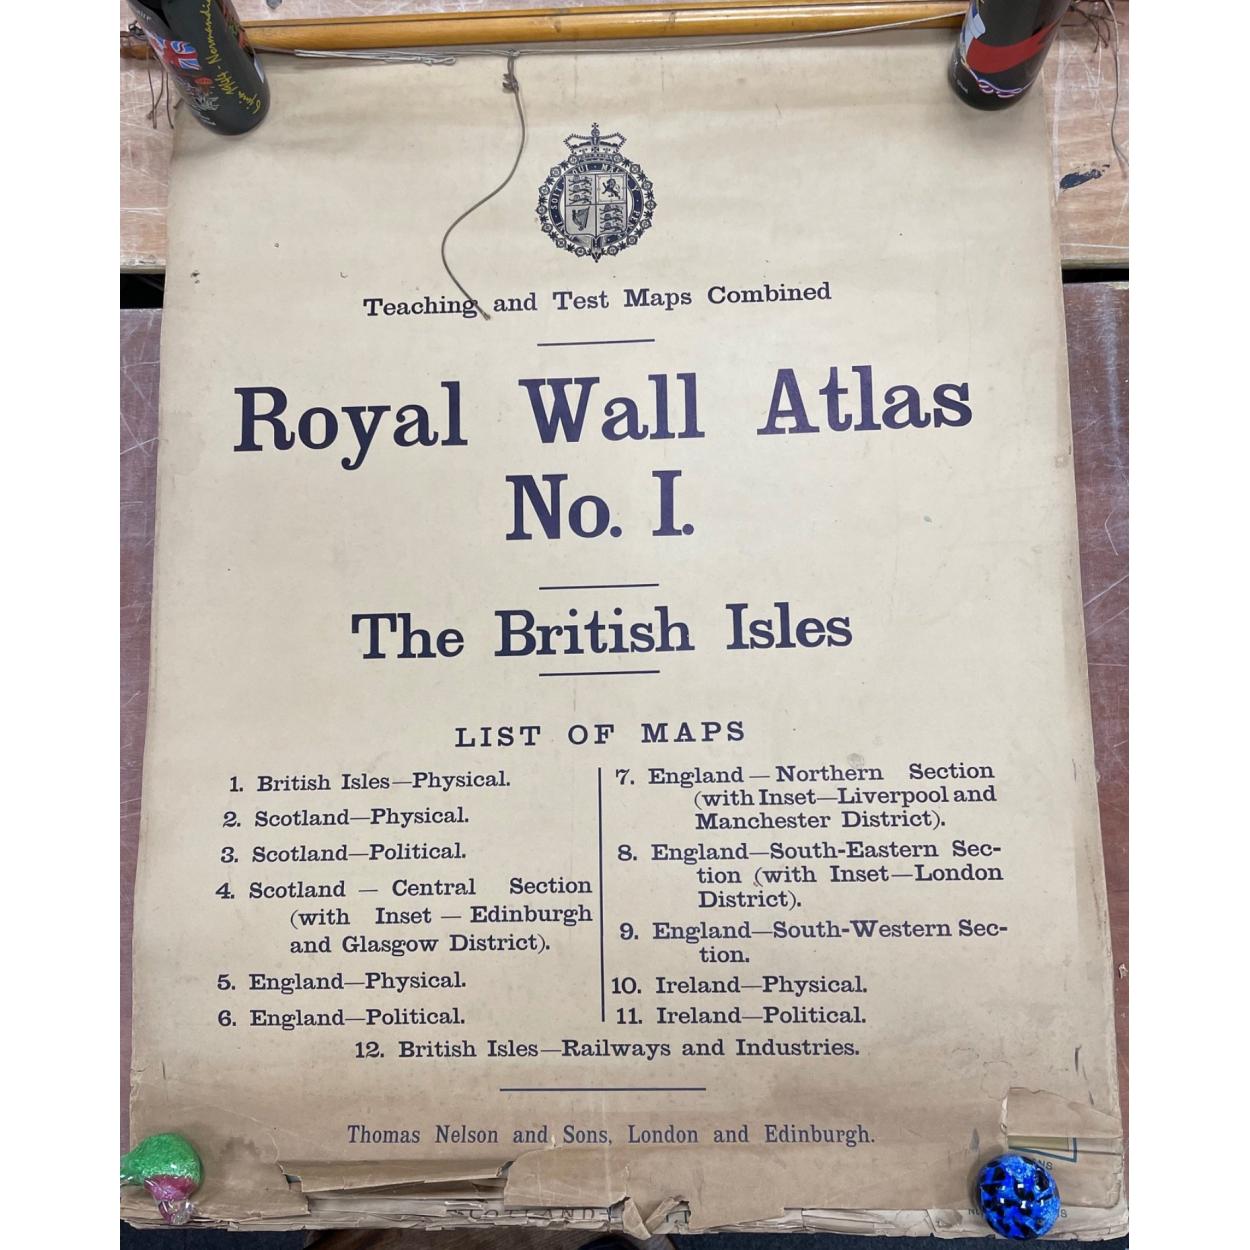 Teaching and Test Maps Combined
Royal Wall Atlas
No. I.
The British Isles
LIST OF MAPS
1. British Isles—Physical.
2. Scotland—Physical.
3. Scotland—Political.
4. Scotland — Central Section
(with Inset — Edinburgh
and Glasgow District).
5. England—Physical.
6. England—Political.
7. England — Northern Section
(with Inset—Liverpool and
Manchester District).
8. England—South-Eastern Sec-
tion (with Inset—London
District).
9. England—South-Western Sec-
tion.
10. Ireland—Physical.
11. Ireland—Political.
12. British Isles—Railways and Industries.
Thomas Nelson and Sons, London and Edinburgh.
SCOTLAND